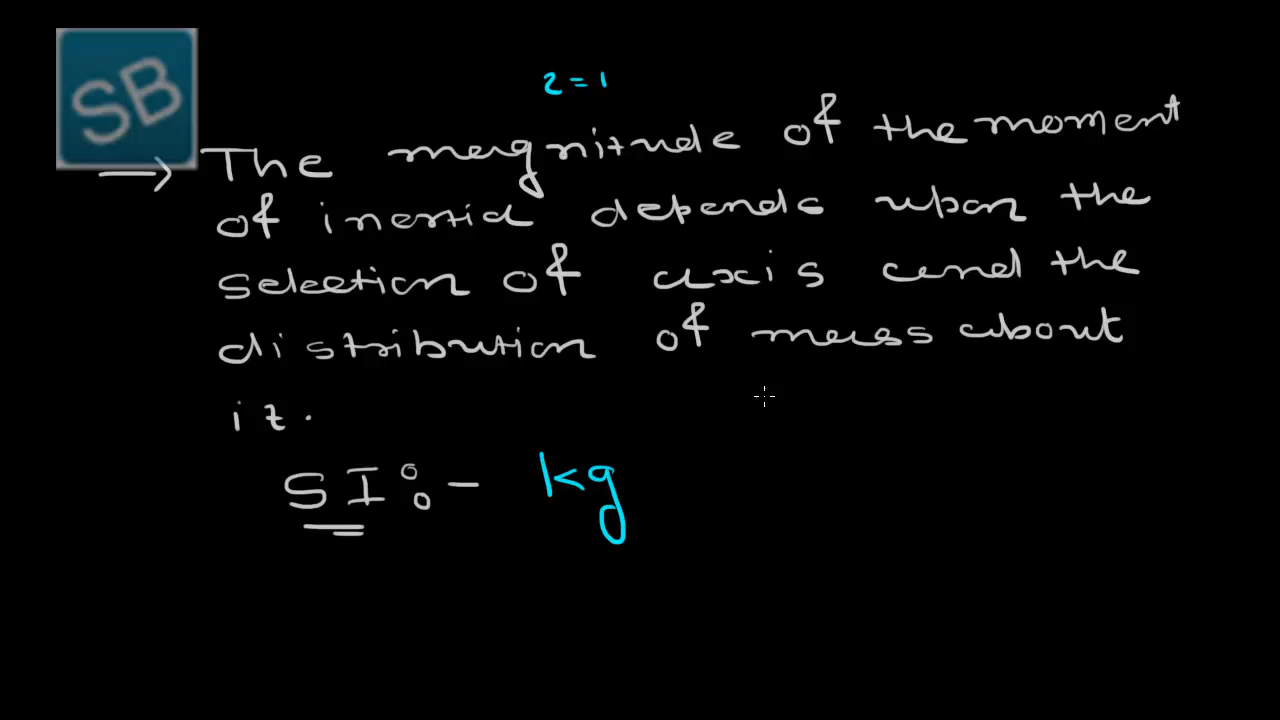 SB
2 = 1
→ The magnitude of the moment
of inertia depends upon the
selection of axis and the
distribution of mass about
it.
SI:- kg